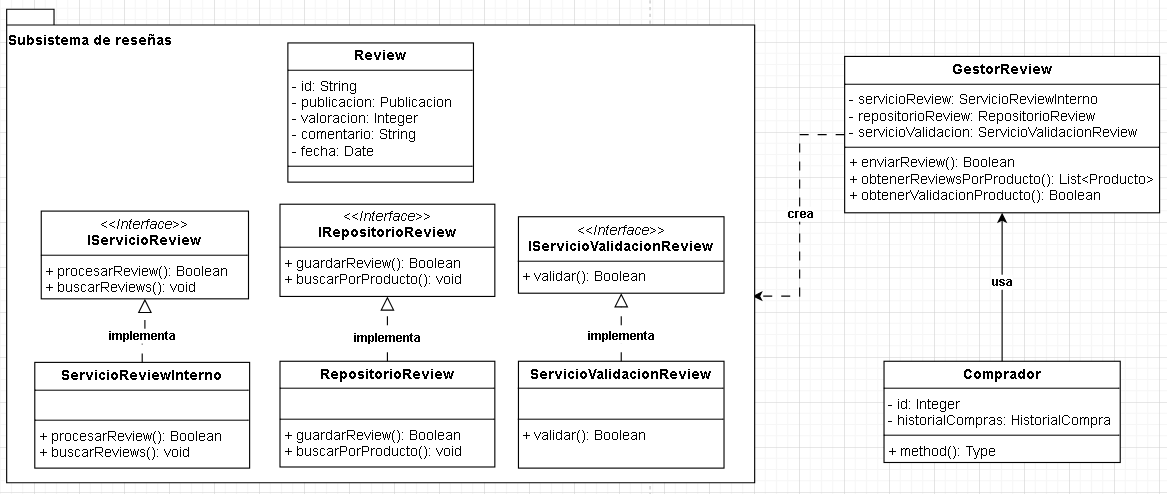 Subsistema de reseñas
Review
- id: String
- publicacion: Publicacion
- valoracion: Integer
- comentario: String
- fecha: Date
<<Interface>>
IServicioReview
+ procesarReview(): Boolean
+ buscarReviews(): void
<<Interface>>
IRepositorioReview
+ guardarReview(): Boolean
+ buscarPorProducto(): void
<<Interface>>
IServicioValidacionReview
+ validar(): Boolean
implementa
implementa
implementa
ServicioReviewInterno
+ procesarReview(): Boolean
+ buscarReviews(): void
RepositorioReview
+ guardarReview(): Boolean
+ buscarPorProducto(): void
ServicioValidacionReview
+ validar(): Boolean
crea
GestorReview
- servicioReview: ServicioReviewInterno
- repositorioReview: RepositorioReview
- servicioValidacion: ServicioValidacionReview
+ enviarReview(): Boolean
+ obtenerReviewsPorProducto(): List<Producto>
+ obtenerValidacionProducto(): Boolean
usa
Comprador
- id: Integer
- historialCompras: HistorialCompra
+ method(): Type